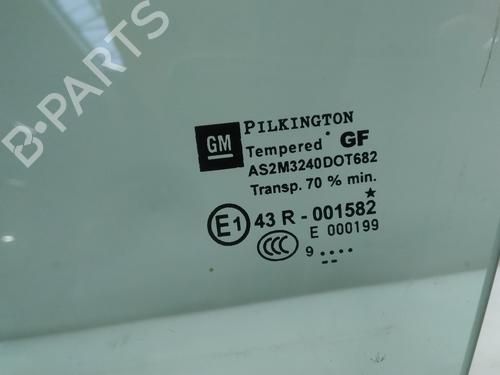 B-PARTS
GM
PILKINGTON
Tempered GF
AS2M3240DOT682
Transp. 70 % min.
E1 43 R - 001582
CCC E 000199
9 ....